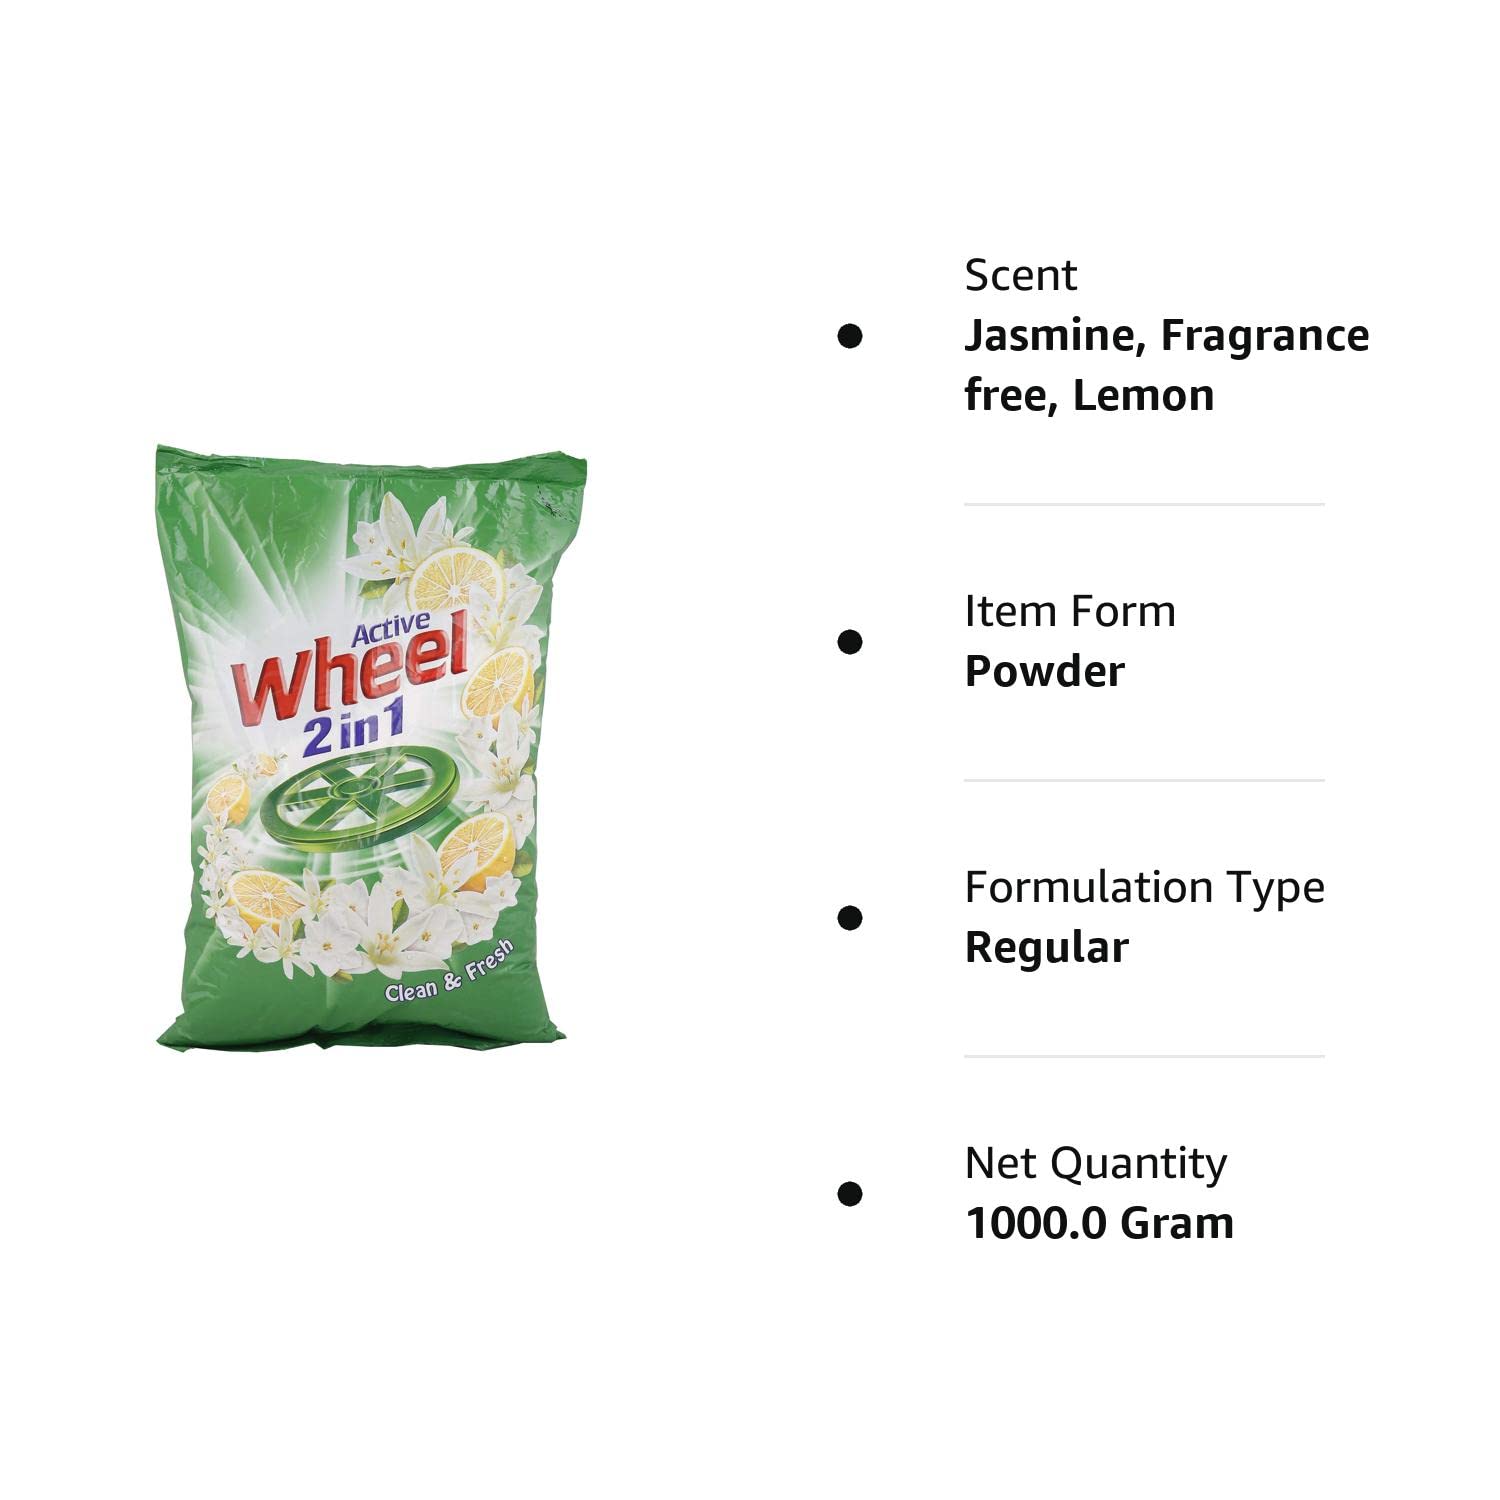 Active
Wheel
2 in 1
Clean & Fresh
Scent
Jasmine, Fragrance
free, Lemon
Item Form
Powder
Formulation Type
Regular
Net Quantity
1000.0 Gram